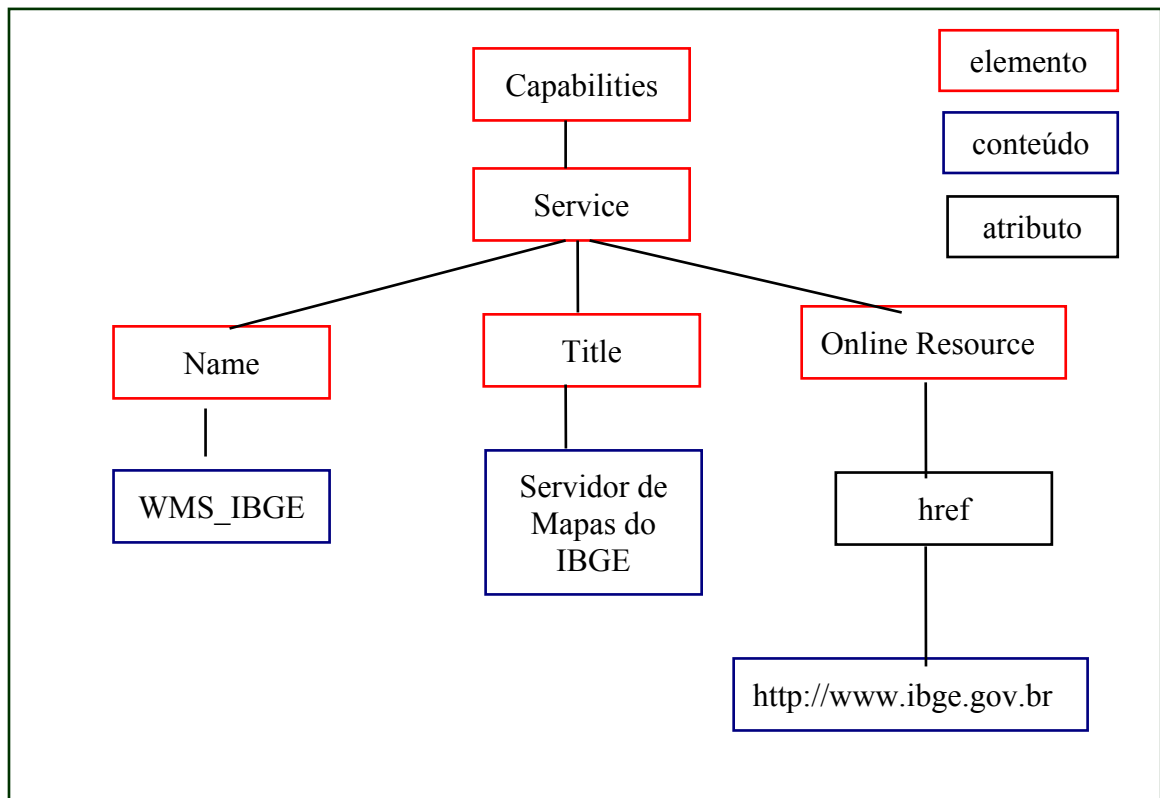 Capabilities
elemento
conteúdo
Service
atributo
Name
Title
Online Resource
WMS_IBGE
Servidor de
Mapas do
IBGE
href
http://www.ibge.gov.br